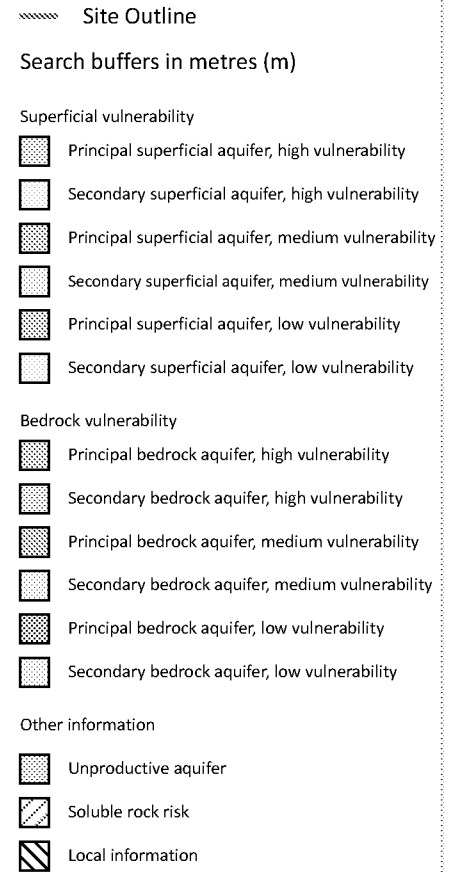 Site Outline
Search buffers in metres (m)
Superficial vulnerability
Principal superficial aquifer, high vulnerability
Secondary superficial aquifer, high vulnerability
Principal superficial aquifer, medium vulnerability
Secondary superficial aquifer, medium vulnerability
Principal superficial aquifer, low vulnerability
Secondary superficial aquifer, low vulnerability
Bedrock vulnerability
Principal bedrock aquifer, high vulnerability
Secondary bedrock aquifer, high vulnerability
Principal bedrock aquifer, medium vulnerability
Secondary bedrock aquifer, medium vulnerability
Principal bedrock aquifer, low vulnerability
Secondary bedrock aquifer, low vulnerability
Other information
Unproductive aquifer
Soluble rock risk
Local information